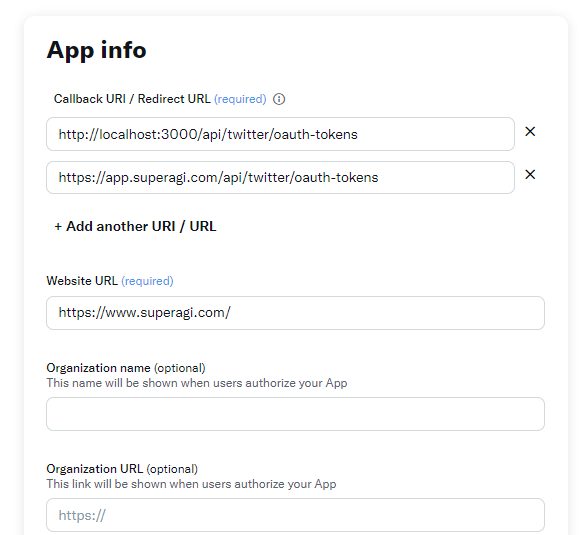 App info
Callback URI / Redirect URL (required)
http://localhost:3000/api/twitter/oauth-tokens
https://app.superagi.com/api/twitter/oauth-tokens
+ Add another URI / URL
Website URL (required)
https://www.superagi.com/
Organization name (optional)
This name will be shown when users authorize your App
Organization URL (optional)
This link will be shown when users authorize your App
https://